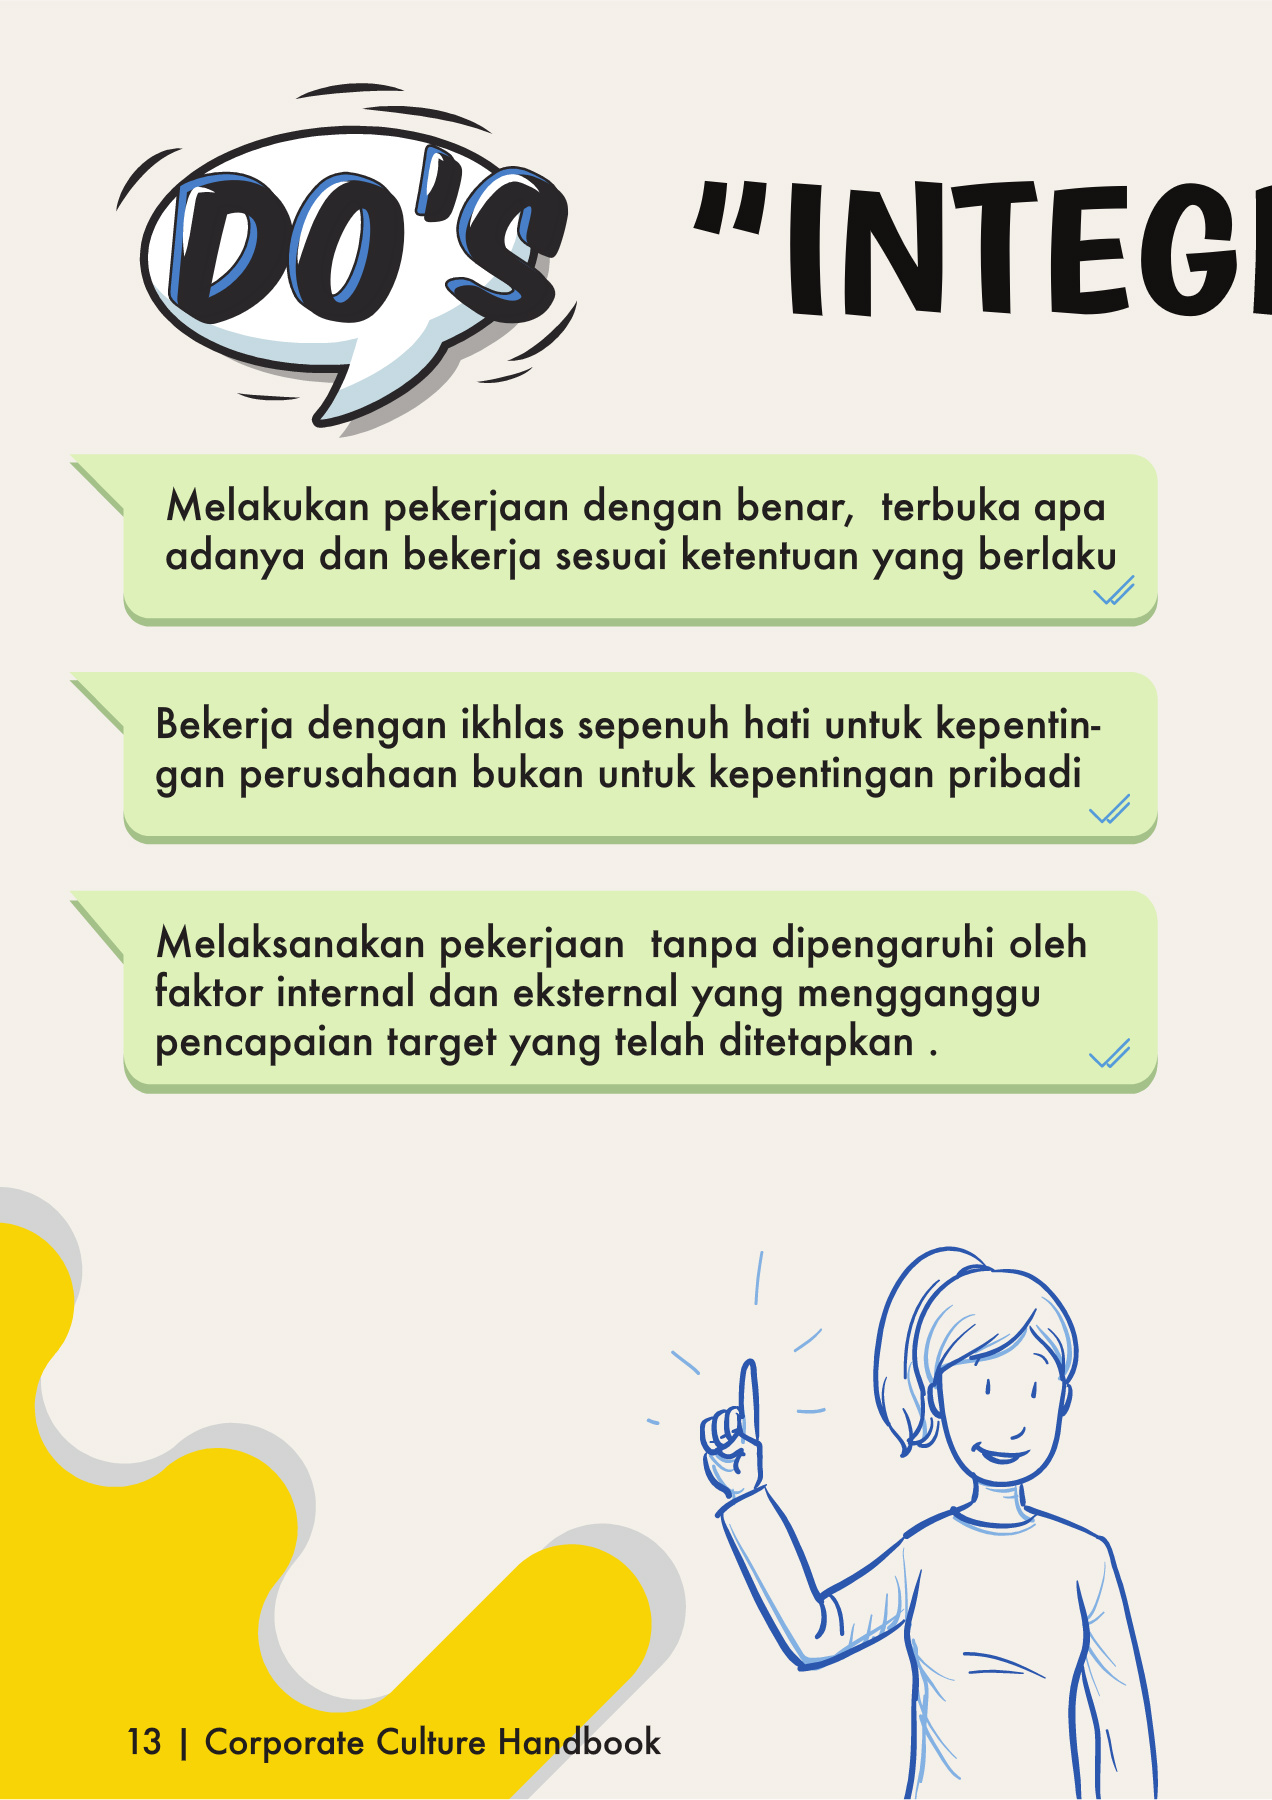 DO'S
"INTEG
Melakukan pekerjaan dengan benar,  terbuka apa
adanya dan bekerja sesuai ketentuan yang berlaku
Bekerja dengan ikhlas sepenuh hati untuk kepentin-
gan perusahaan bukan untuk kepentingan pribadi
Melaksanakan pekerjaan  tanpa dipengaruhi oleh
faktor internal dan eksternal yang mengganggu
pencapaian target yang telah ditetapkan .
13 | Corporate Culture Handbook